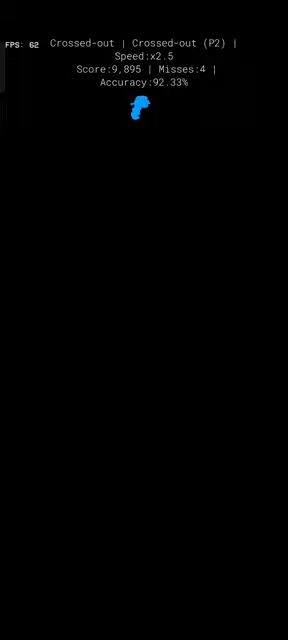 FPS: 62
Crossed-out | Crossed-out (P2) |
Speed:x2.5
Score:9,895 | Misses:4 |
Accuracy:92.33%